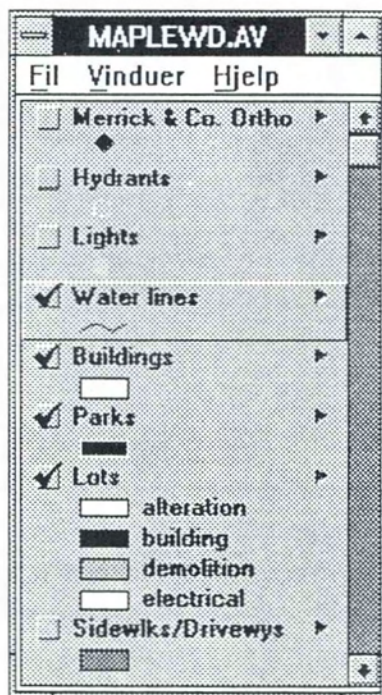 MAPLEWD.AV
Fil Vinduer Hjelp
Merrick & Co. Ortho
Hydrants
Lights
Water lines
Buildings
Parks
Lots
alteration
building
demolition
electrical
Sidewlks/Drivewys